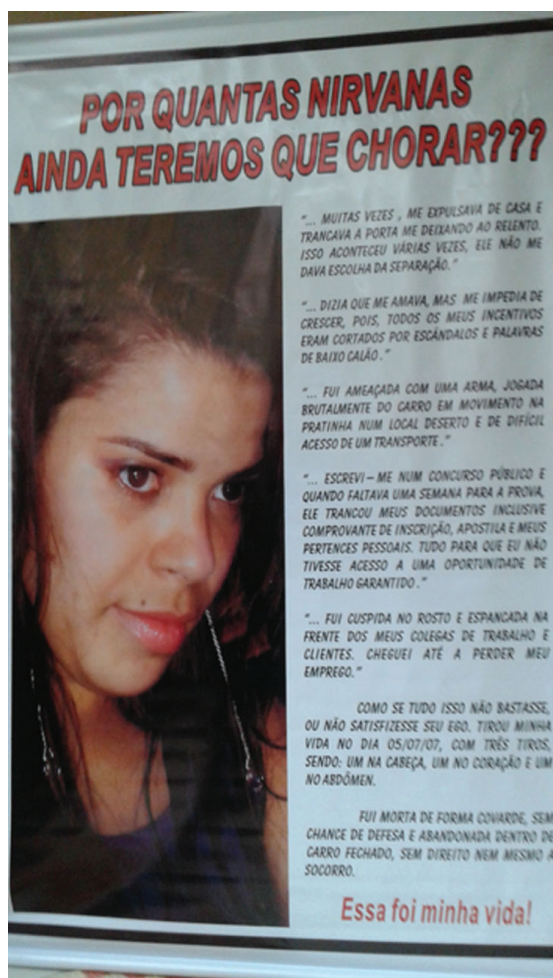 POR QUANTAS NIRVANAS
AINDA TEREMOS QUE CHORAR???
"... MUITAS VEZES , ME EXPULSAVA DE CASA E
TRANCAVA A PORTA ME DEIXANDO AO RELENTO.
ISSO ACONTECEU VÁRIAS VEZES, ELE NÃO ME
DAVA ESCOLHA DA SEPARAÇÃO."
"... DIZIA QUE ME AMAVA, MAS ME IMPEDIA DE
CRESCER, POIS, TODOS OS MEUS INCENTIVOS
ERAM CORTADOS POR ESCÂNDALOS E PALAVRAS
DE BAIXO CALÃO ."
"... FUI AMEAÇADA COM UMA ARMA, JOGADA
BRUTALMENTE DO CARRO EM MOVIMENTO NA
PRATINHA NUM LOCAL DESERTO E DE DIFÍCIL
ACESSO DE UM TRANSPORTE ."
"... ESCREVI – ME NUM CONCURSO PÚBLICO E
QUANDO FALTAVA UMA SEMANA PARA A PROVA,
ELE TRANCOU MEUS DOCUMENTOS INCLUSIVE
COMPROVANTE DE INSCRIÇÃO, APOSTILA E MEUS
PERTENCES PESSOAIS. TUDO PARA QUE EU NÃO
TIVESSE ACESSO A UMA OPORTUNIDADE DE
TRABALHO GARANTIDO ."
"... FUI CUSPIDA NO ROSTO E ESPANCADA NA
FRENTE DOS MEUS COLEGAS DE TRABALHO E
CLIENTES. CHEGUEI ATÉ A PERDER MEU
EMPREGO."
COMO SE TUDO ISSO NÃO BASTASSE,
OU NÃO SATISFIZESSE SEU EGO. TIROU MINHA
VIDA NO DIA 05/07/07, COM TRÊS TIROS,
SENDO: UM NA CABEÇA, UM NO CORAÇÃO E UM
NO ABDÔMEN.
FUI MORTA DE FORMA COVARDE, SEM
CHANCE DE DEFESA E ABANDONADA DENTRO DE
CARRO FECHADO, SEM DIREITO NEM MESMO A
SOCORRO.
Essa foi minha vida!